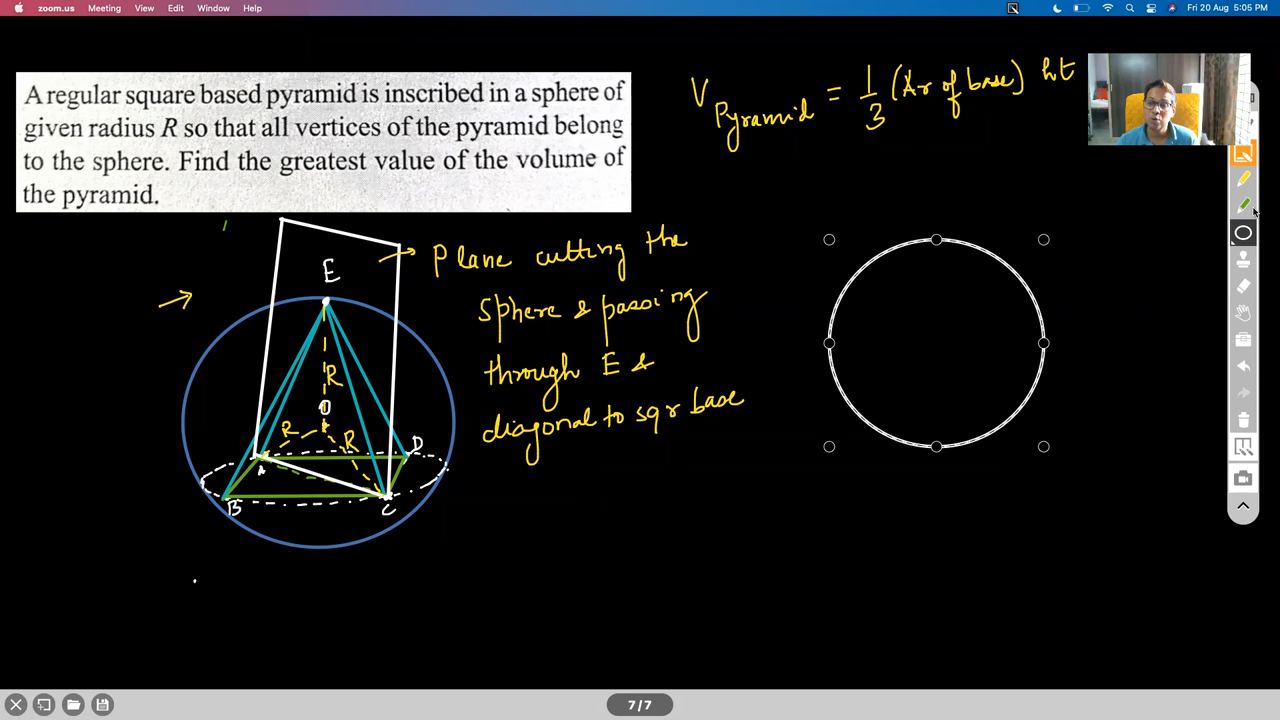 zoom.us Meeting View Edit Window Help Fri 20 Aug 5:05 PM
A regular square based pyramid is inscribed in a sphere of
given radius R so that all vertices of the pyramid belong
to the sphere. Find the greatest value of the volume of
the pyramid.
V Pyramid = 1/3 (Ar of base) ht
→ Plane cutting the
Sphere & passing
through E &
diagonal to sqr base
→
E
R
O
R R
A D
B C
7/7